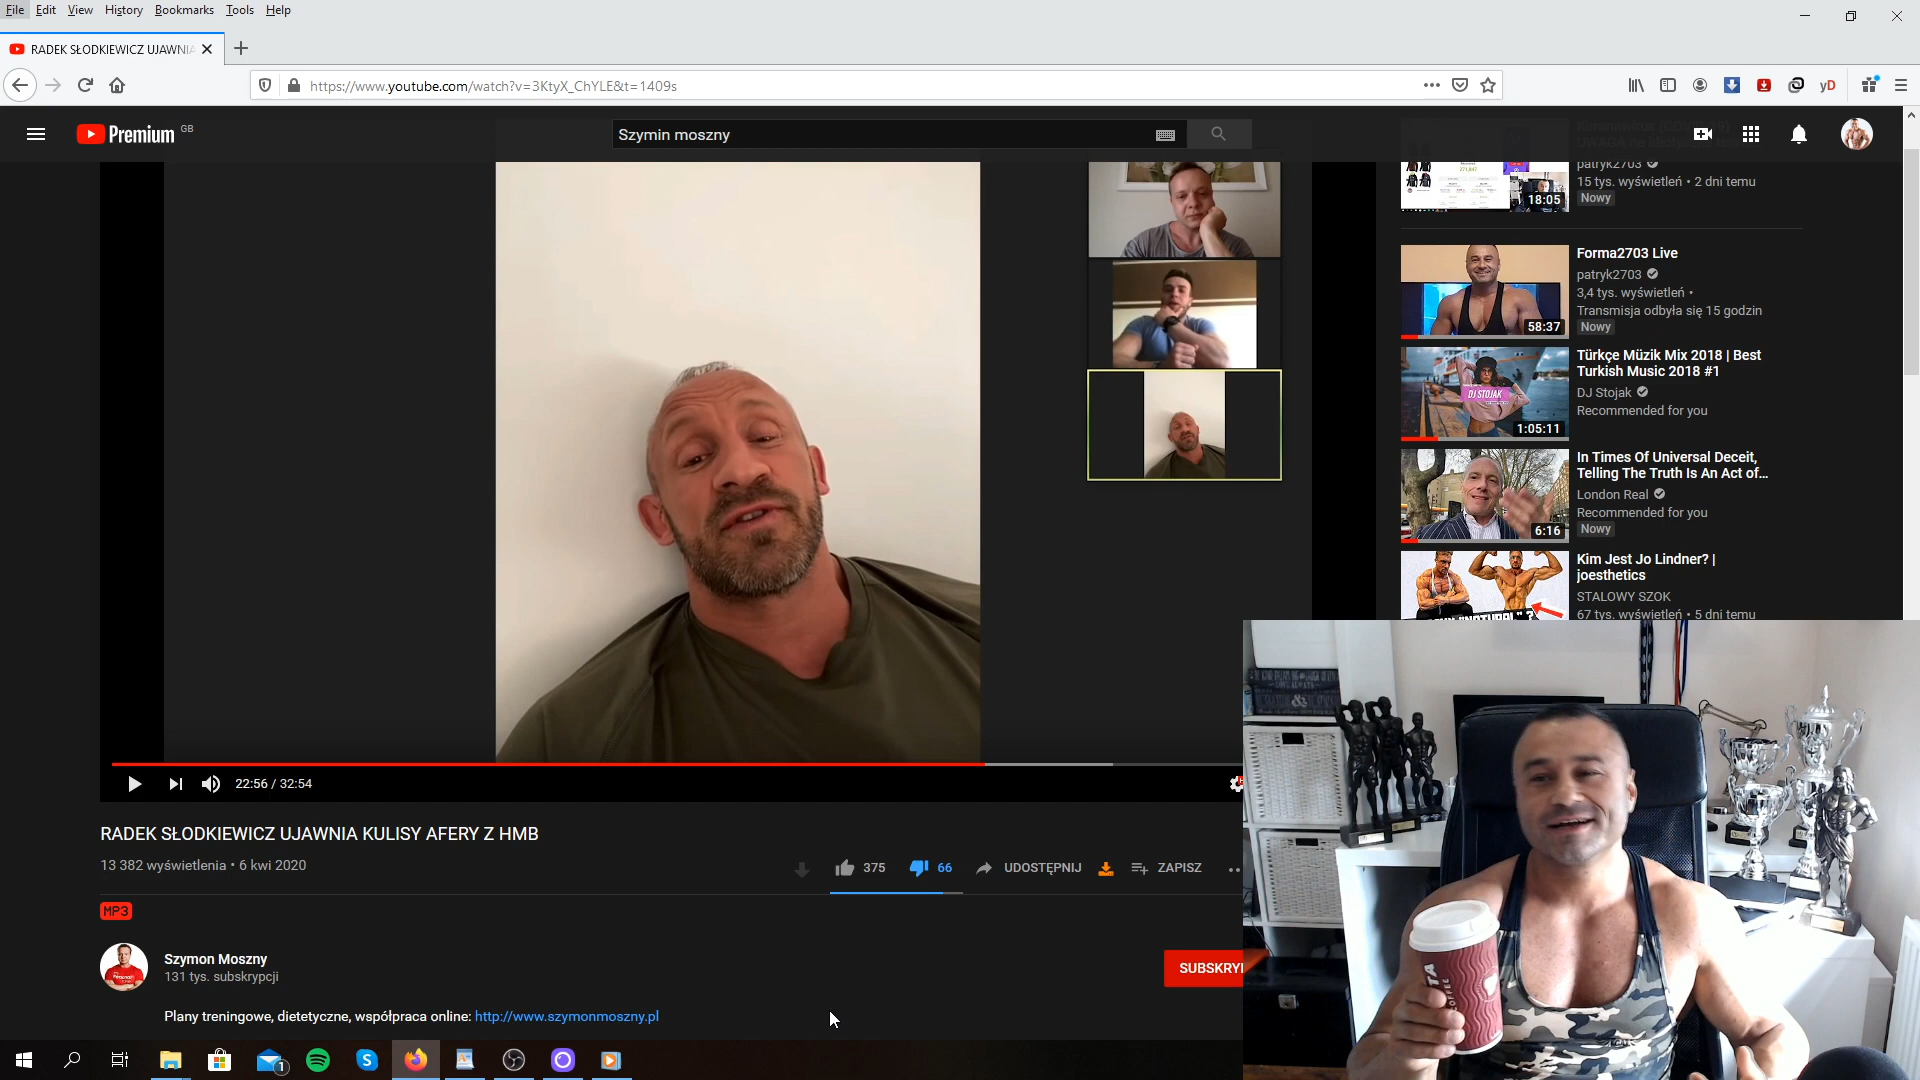 File Edit View History Bookmarks Tools Help
RADEK SŁODKIEWICZ UJAWNIA
https://www.youtube.com/watch?v=3KtyX_ChYLE&t=1409s
yD
Premium GB
Szymin moszny
patryk2703
15 tys. wyświetleń • 2 dni temu
Nowy
18:05
Forma2703 Live
patryk2703
3,4 tys. wyświetleń •
Transmisja odbyła się 15 godzin
Nowy
58:37
Türkçe Müzik Mix 2018 | Best
Turkish Music 2018 #1
DJ Stojak
Recommended for you
DJ STOJAK
1:05:11
In Times Of Universal Deceit,
Telling The Truth Is An Act of...
London Real
Recommended for you
Nowy
6:16
Kim Jest Jo Lindner? |
joesthetics
STALOWY SZOK
67 tys. wyświetleń • 5 dni temu
22:56 / 32:54
RADEK SŁODKIEWICZ UJAWNIA KULISY AFERY Z HMB
13 382 wyświetlenia • 6 kwi 2020
375
66
UDOSTĘPNIJ
ZAPISZ
MP3
Szymon Moszny
131 tys. subskrypcji
SUBSKRY
Plany treningowe, dietetyczne, współpraca online: http://www.szymonmoszny.pl
1